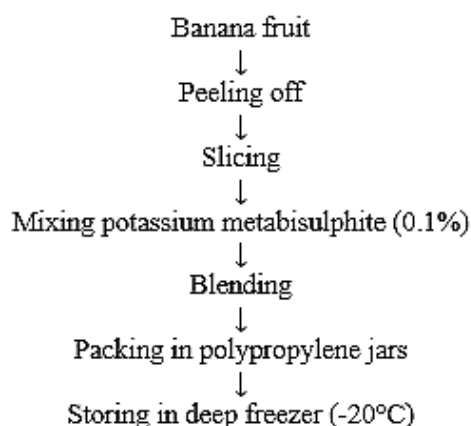 Banana fruit
↓
Peeling off
↓
Slicing
↓
Mixing potassium metabisulphite (0.1%)
↓
Blending
↓
Packing in polypropylene jars
↓
Storing in deep freezer (-20°C)